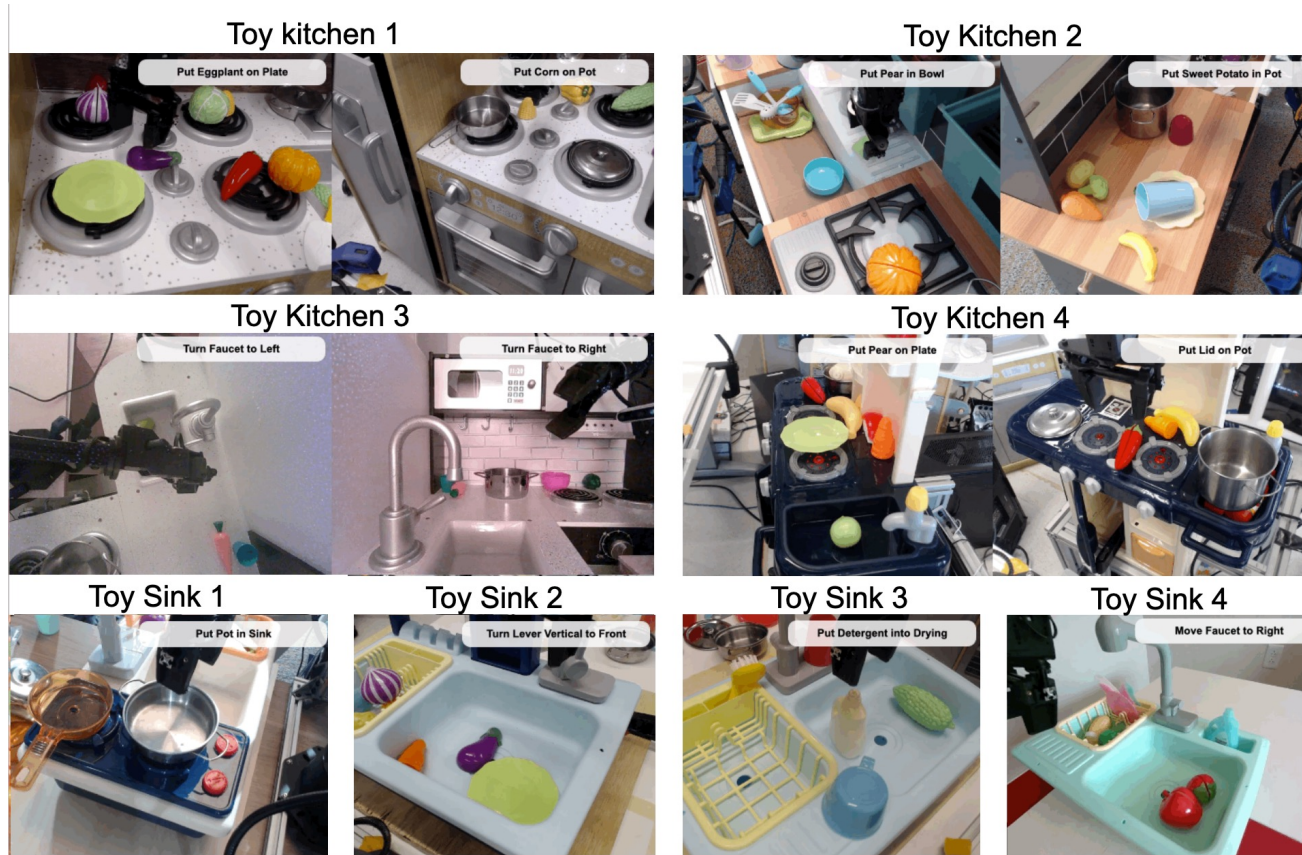 Toy kitchen 1
Toy Kitchen 2
Put Eggplant on Plate
Put Corn on Pot
Put Pear in Bowl
Put Sweet Potato in Pot
Toy Kitchen 3
Toy Kitchen 4
Turn Faucet to Left
Turn Faucet to Right
Put Pear on Plate
Put Lid on Pot
Toy Sink 1
Toy Sink 2
Toy Sink 3
Toy Sink 4
Put Pot in Sink
Turn Lever Vertical to Front
Put Detergent into Drying
Move Faucet to Right